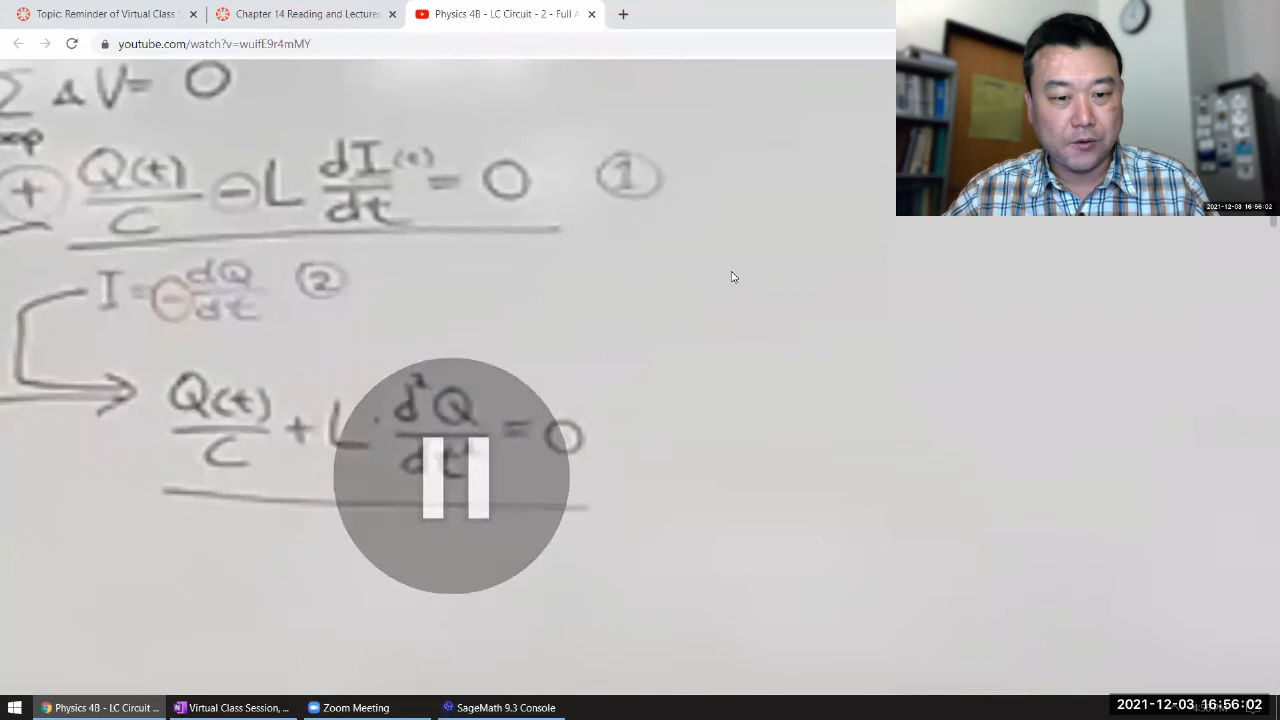 Topic: Reminder of Virtual Class
Chapter 14 Reading and Lectures
Physics 4B - LC Circuit - 2 - Full
youtube.com/watch?v=wuifE9r4mMY
Σ ΔV = 0
+ Q(t)/C - L dI(t)/dt = 0 ①
I = - dQ/dt ②
Q(t)/C + L · d²Q/dt² = 0
2021-12-03 16:56:02
Physics 4B - LC Circuit ...
Virtual Class Session, ...
Zoom Meeting
SageMath 9.3 Console
2021-12-03 16:56:02